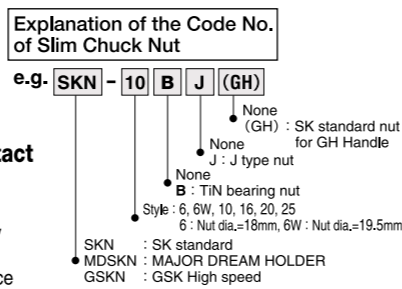 Explanation of the Code No.
of Slim Chuck Nut
e.g. SKN - 10 B J (GH)
None
(GH) : SK standard nut
for GH Handle
None
J : J type nut
None
B : TiN bearing nut
Style : 6, 6W, 10, 16, 20, 25
6 : Nut dia.=18mm, 6W : Nut dia.=19.5mm
SKN : SK standard
MDSKN : MAJOR DREAM HOLDER
GSKN : GSK High speed
tact
ce